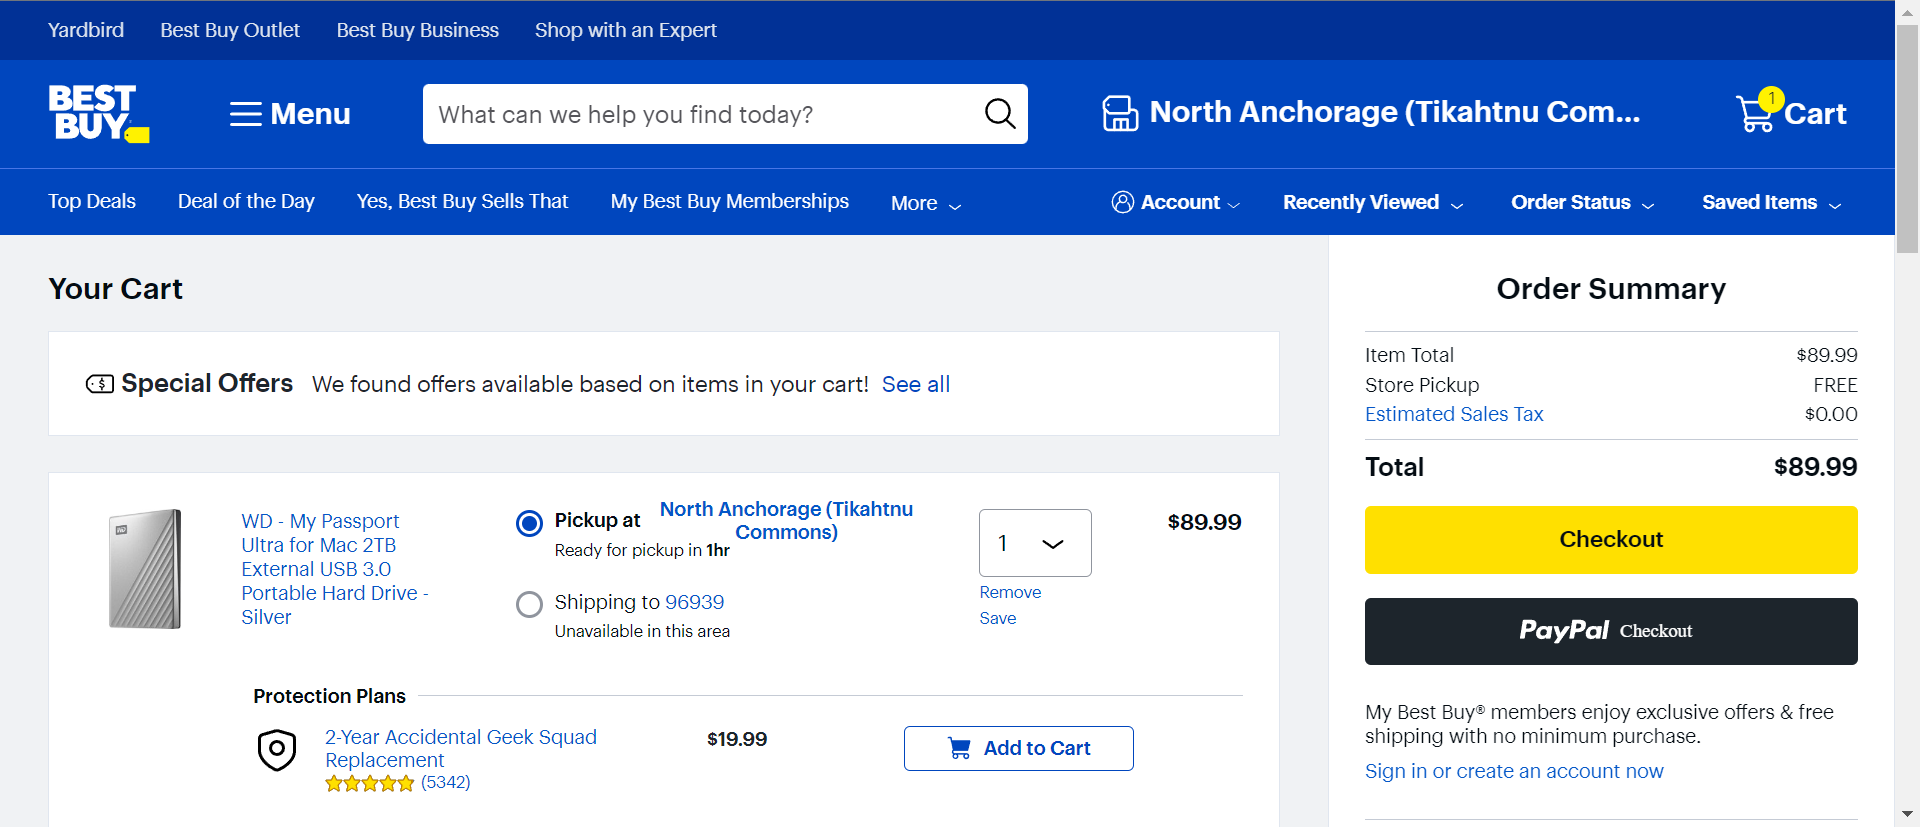 Yardbird Best Buy Outlet Best Buy Business Shop with an Expert
BEST BUY
Menu
What can we help you find today?
North Anchorage (Tikahtnu Com...
1
Cart
Top Deals Deal of the Day Yes, Best Buy Sells That My Best Buy Memberships More
Account Recently Viewed Order Status Saved Items
Your Cart
Special Offers We found offers available based on items in your cart! See all
WD
WD - My Passport
Ultra for Mac 2TB
External USB 3.0
Portable Hard Drive -
Silver
Pickup at North Anchorage (Tikahtnu
Commons)
Ready for pickup in 1hr
Shipping to 96939
Unavailable in this area
1
Remove
Save
$89.99
Protection Plans
2-Year Accidental Geek Squad
Replacement
(5342)
$19.99
Add to Cart
Order Summary
Item Total $89.99
Store Pickup FREE
Estimated Sales Tax $0.00
Total $89.99
Checkout
PayPal Checkout
My Best Buy® members enjoy exclusive offers & free
shipping with no minimum purchase.
Sign in or create an account now